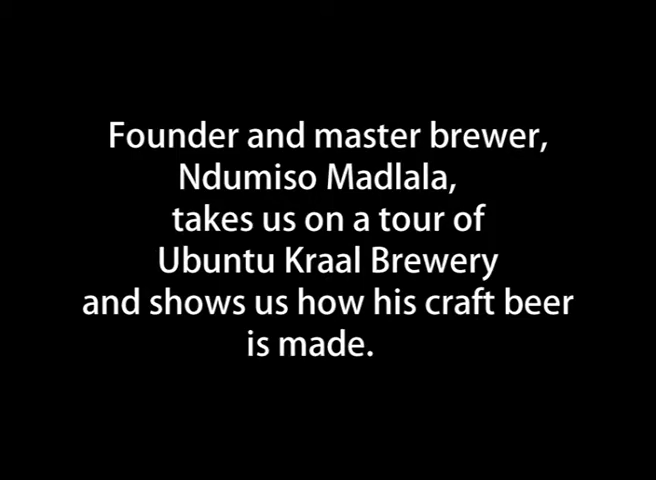 Founder and master brewer,
Ndumiso Madlala,
takes us on a tour of
Ubuntu Kraal Brewery
and shows us how his craft beer
is made.